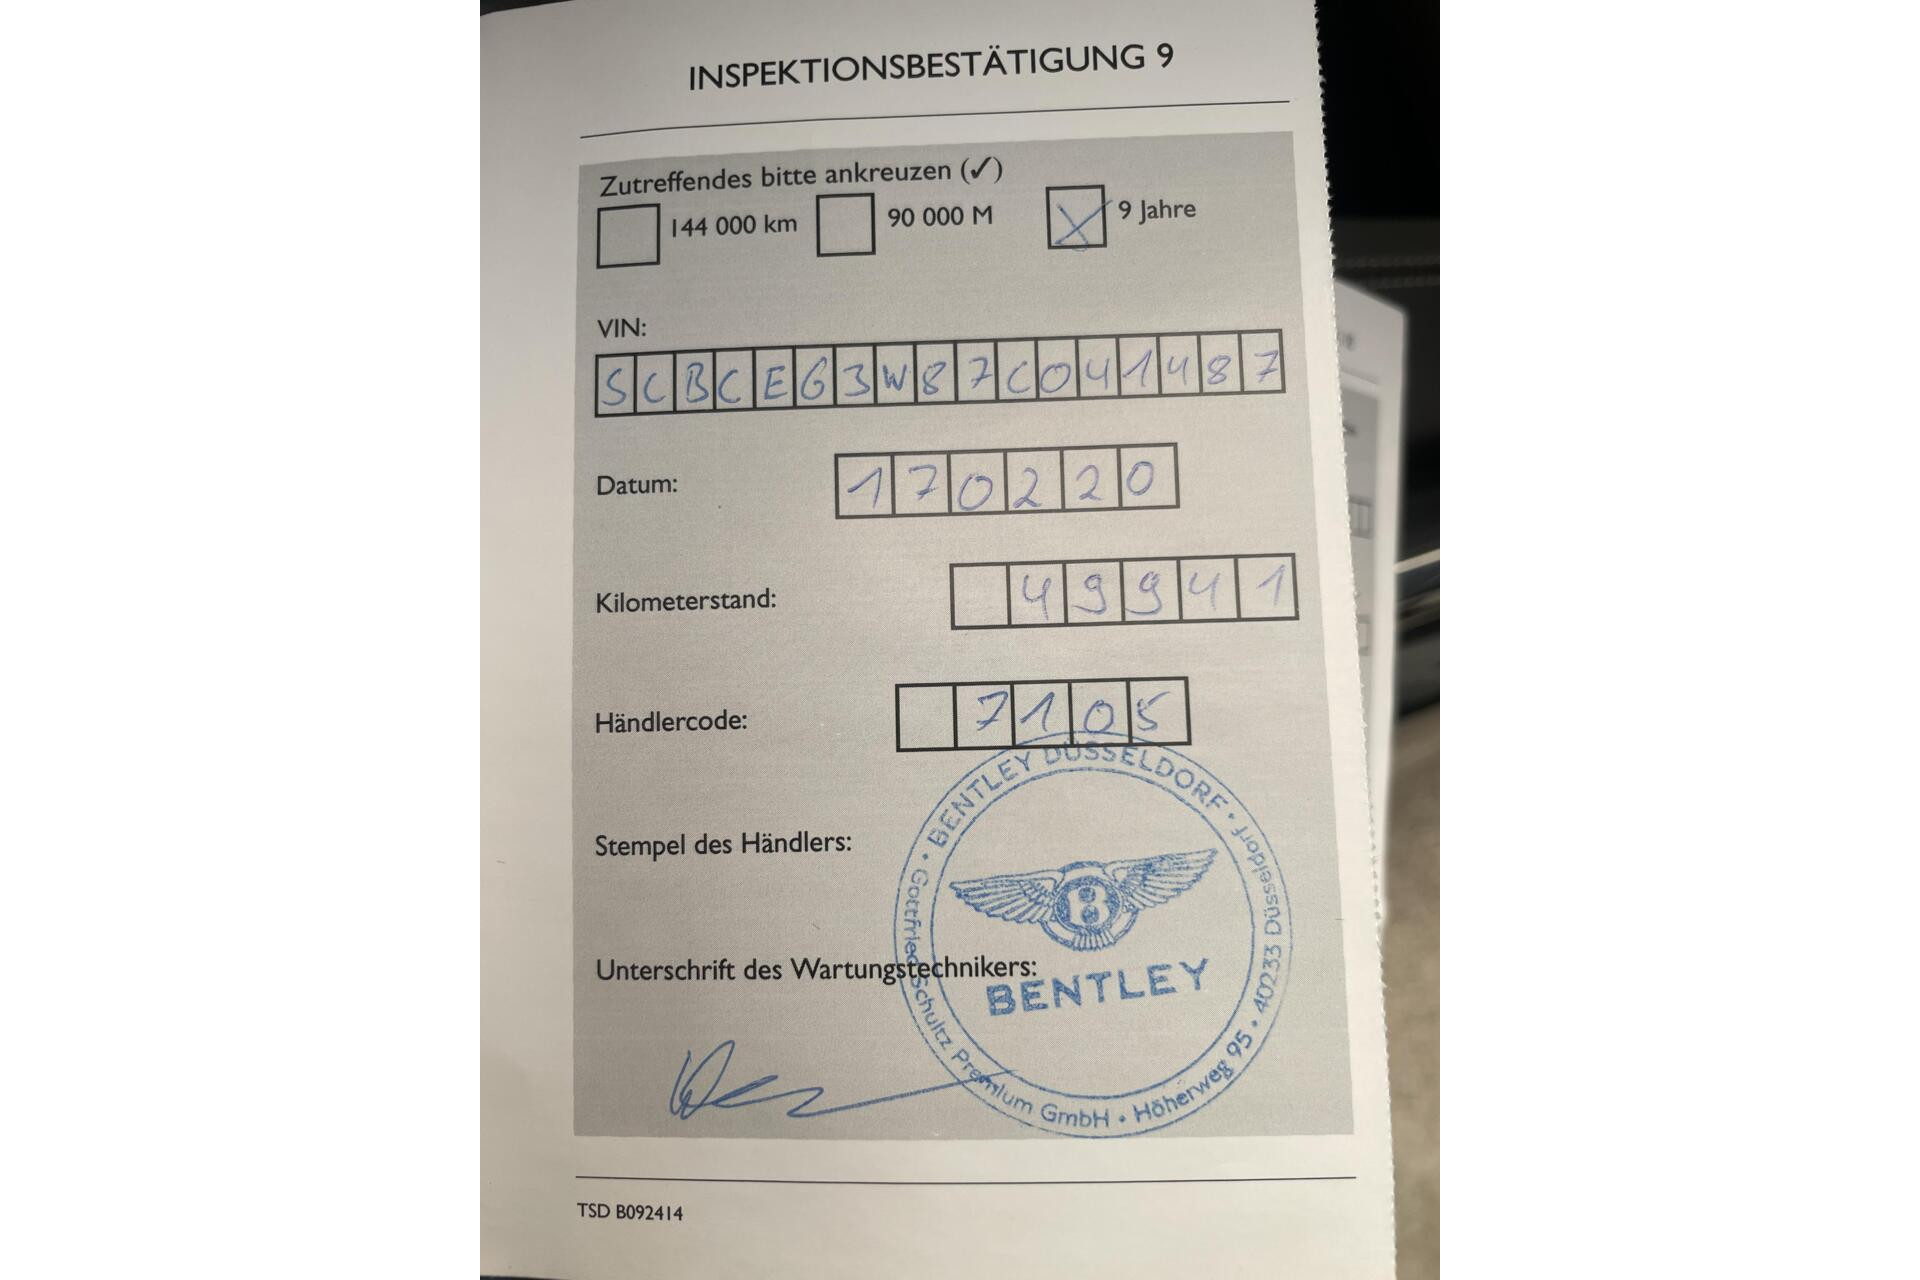 INSPEKTIONSBESTÄTIGUNG 9
Zutreffendes bitte ankreuzen (✓)
144 000 km 90 000 M 9 Jahre
VIN:
SCBCEG3W87C041487
Datum: 170220
Kilometerstand: 49941
Händlercode: 7105
Stempel des Händlers:
Unterschrift des Wartungstechnikers:
• BENTLEY DÜSSELDORF •
Gottfried Schultz Premium GmbH • Höherweg 95 • 40233 Düsseldorf
B
BENTLEY
TSD B092414